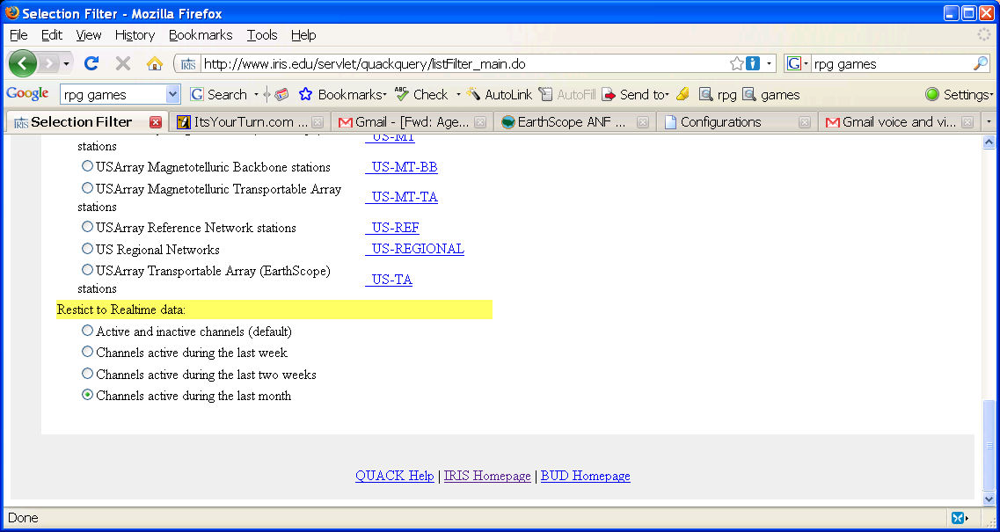 Selection Filter - Mozilla Firefox
File Edit View History Bookmarks Tools Help
IRIS http://www.iris.edu/servlet/quackquery/listFilter_main.do G rpg games
Google rpg games G Search Bookmarks ABC Check AutoLink AutoFill Send to rpg games Settings
IRIS Selection Filter ItsYourTurn.com ... Gmail - [Fwd: Age... EarthScope ANF ... Configurations Gmail voice and vi...
US-MT
stations
USArray Magnetotelluric Backbone stations US-MT-BB
USArray Magnetotelluric Transportable Array
stations US-MT-TA
USArray Reference Network stations US-REF
US Regional Networks US-REGIONAL
USArray Transportable Array (EarthScope)
stations US-TA
Restict to Realtime data:
Active and inactive channels (default)
Channels active during the last week
Channels active during the last two weeks
Channels active during the last month
QUACK Help | IRIS Homepage | BUD Homepage
Done